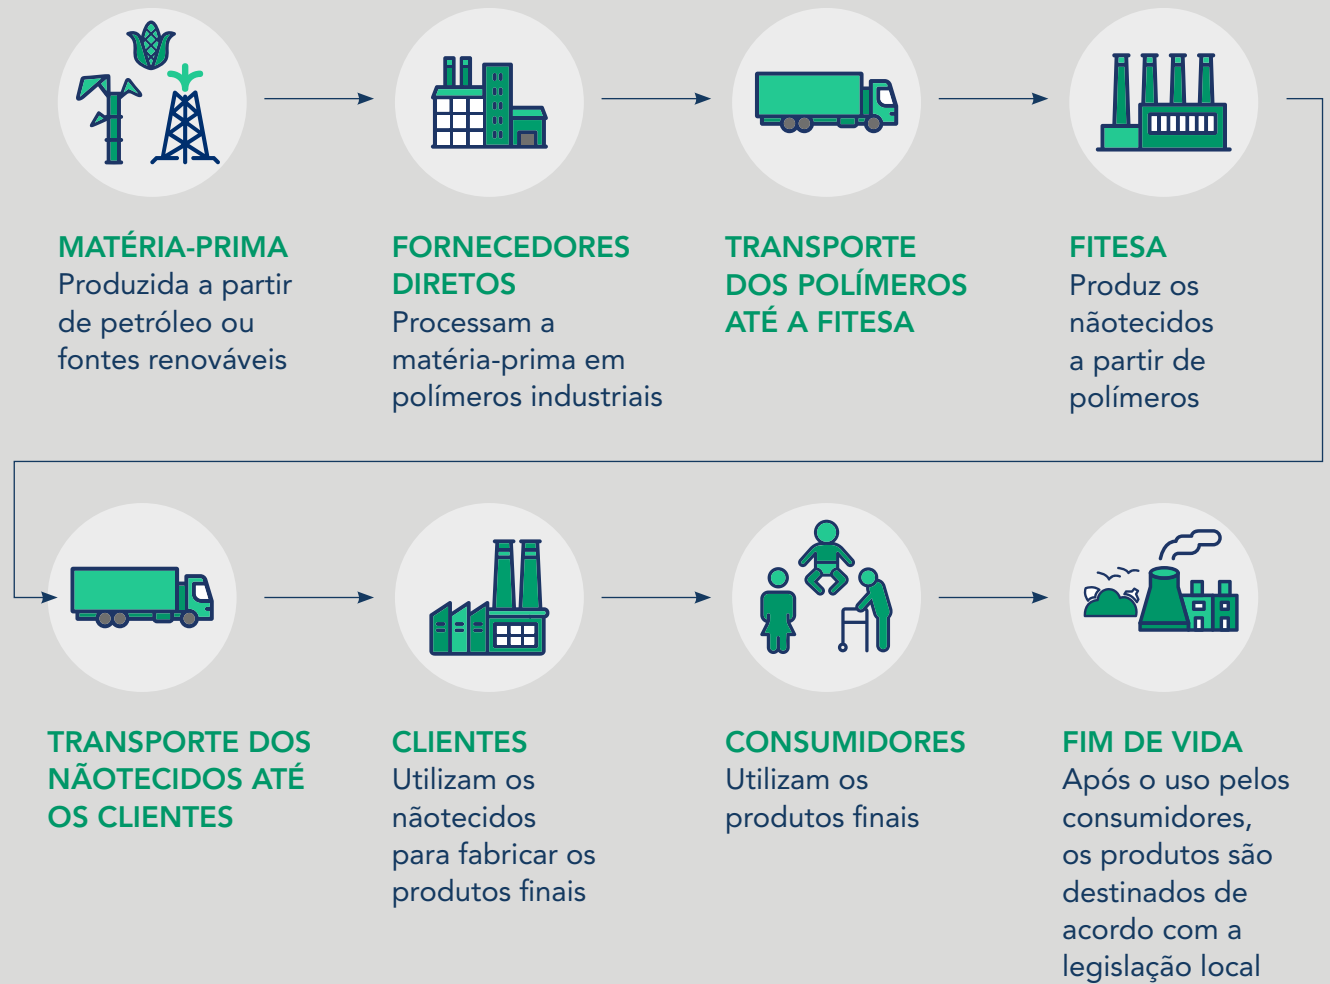 MATÉRIA-PRIMA
Produzida a partir
de petróleo ou
fontes renováveis
FORNECEDORES
DIRETOS
Processam a
matéria-prima em
polímeros industriais
TRANSPORTE
DOS POLÍMEROS
ATÉ A FITESA
FITESA
Produz os
nãotecidos
a partir de
polímeros
TRANSPORTE DOS
NÃOTECIDOS ATÉ
OS CLIENTES
CLIENTES
Utilizam os
nãotecidos
para fabricar os
produtos finais
CONSUMIDORES
Utilizam os
produtos finais
FIM DE VIDA
Após o uso pelos
consumidores,
os produtos são
destinados de
acordo com a
legislação local